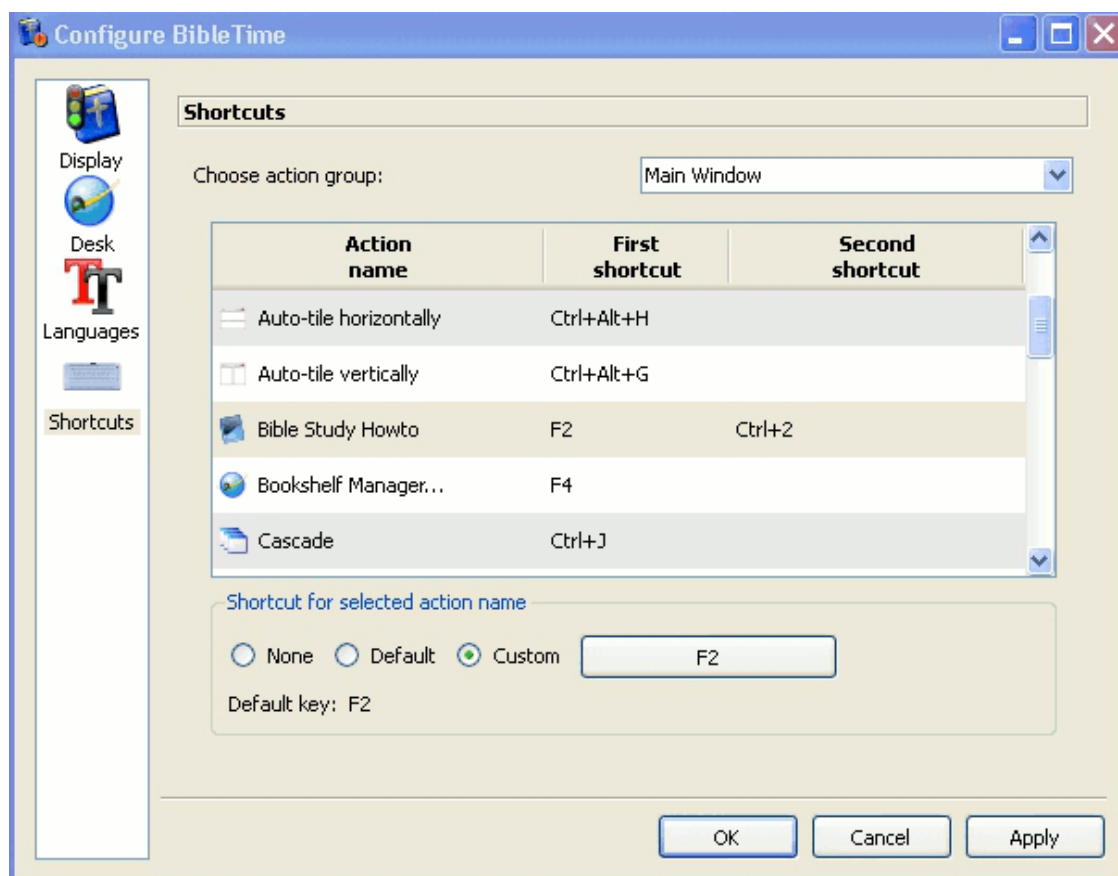 Configure BibleTime
Display
Desk
Languages
Shortcuts
Shortcuts
Choose action group: Main Window
Action name First shortcut Second shortcut
Auto-tile horizontally Ctrl+Alt+H
Auto-tile vertically Ctrl+Alt+G
Bible Study Howto F2 Ctrl+2
Bookshelf Manager... F4
Cascade Ctrl+J
Shortcut for selected action name
None Default Custom F2
Default key: F2
OK Cancel Apply